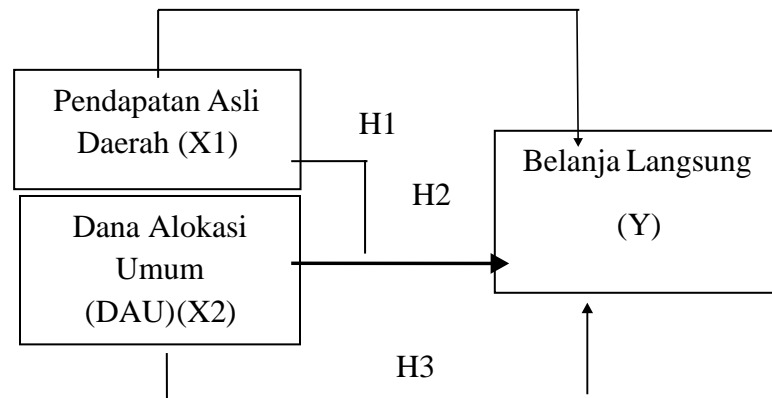 Pendapatan Asli
Daerah (X1)
H1
H2
Belanja Langsung
(Y)
Dana Alokasi
Umum
(DAU)(X2)
H3